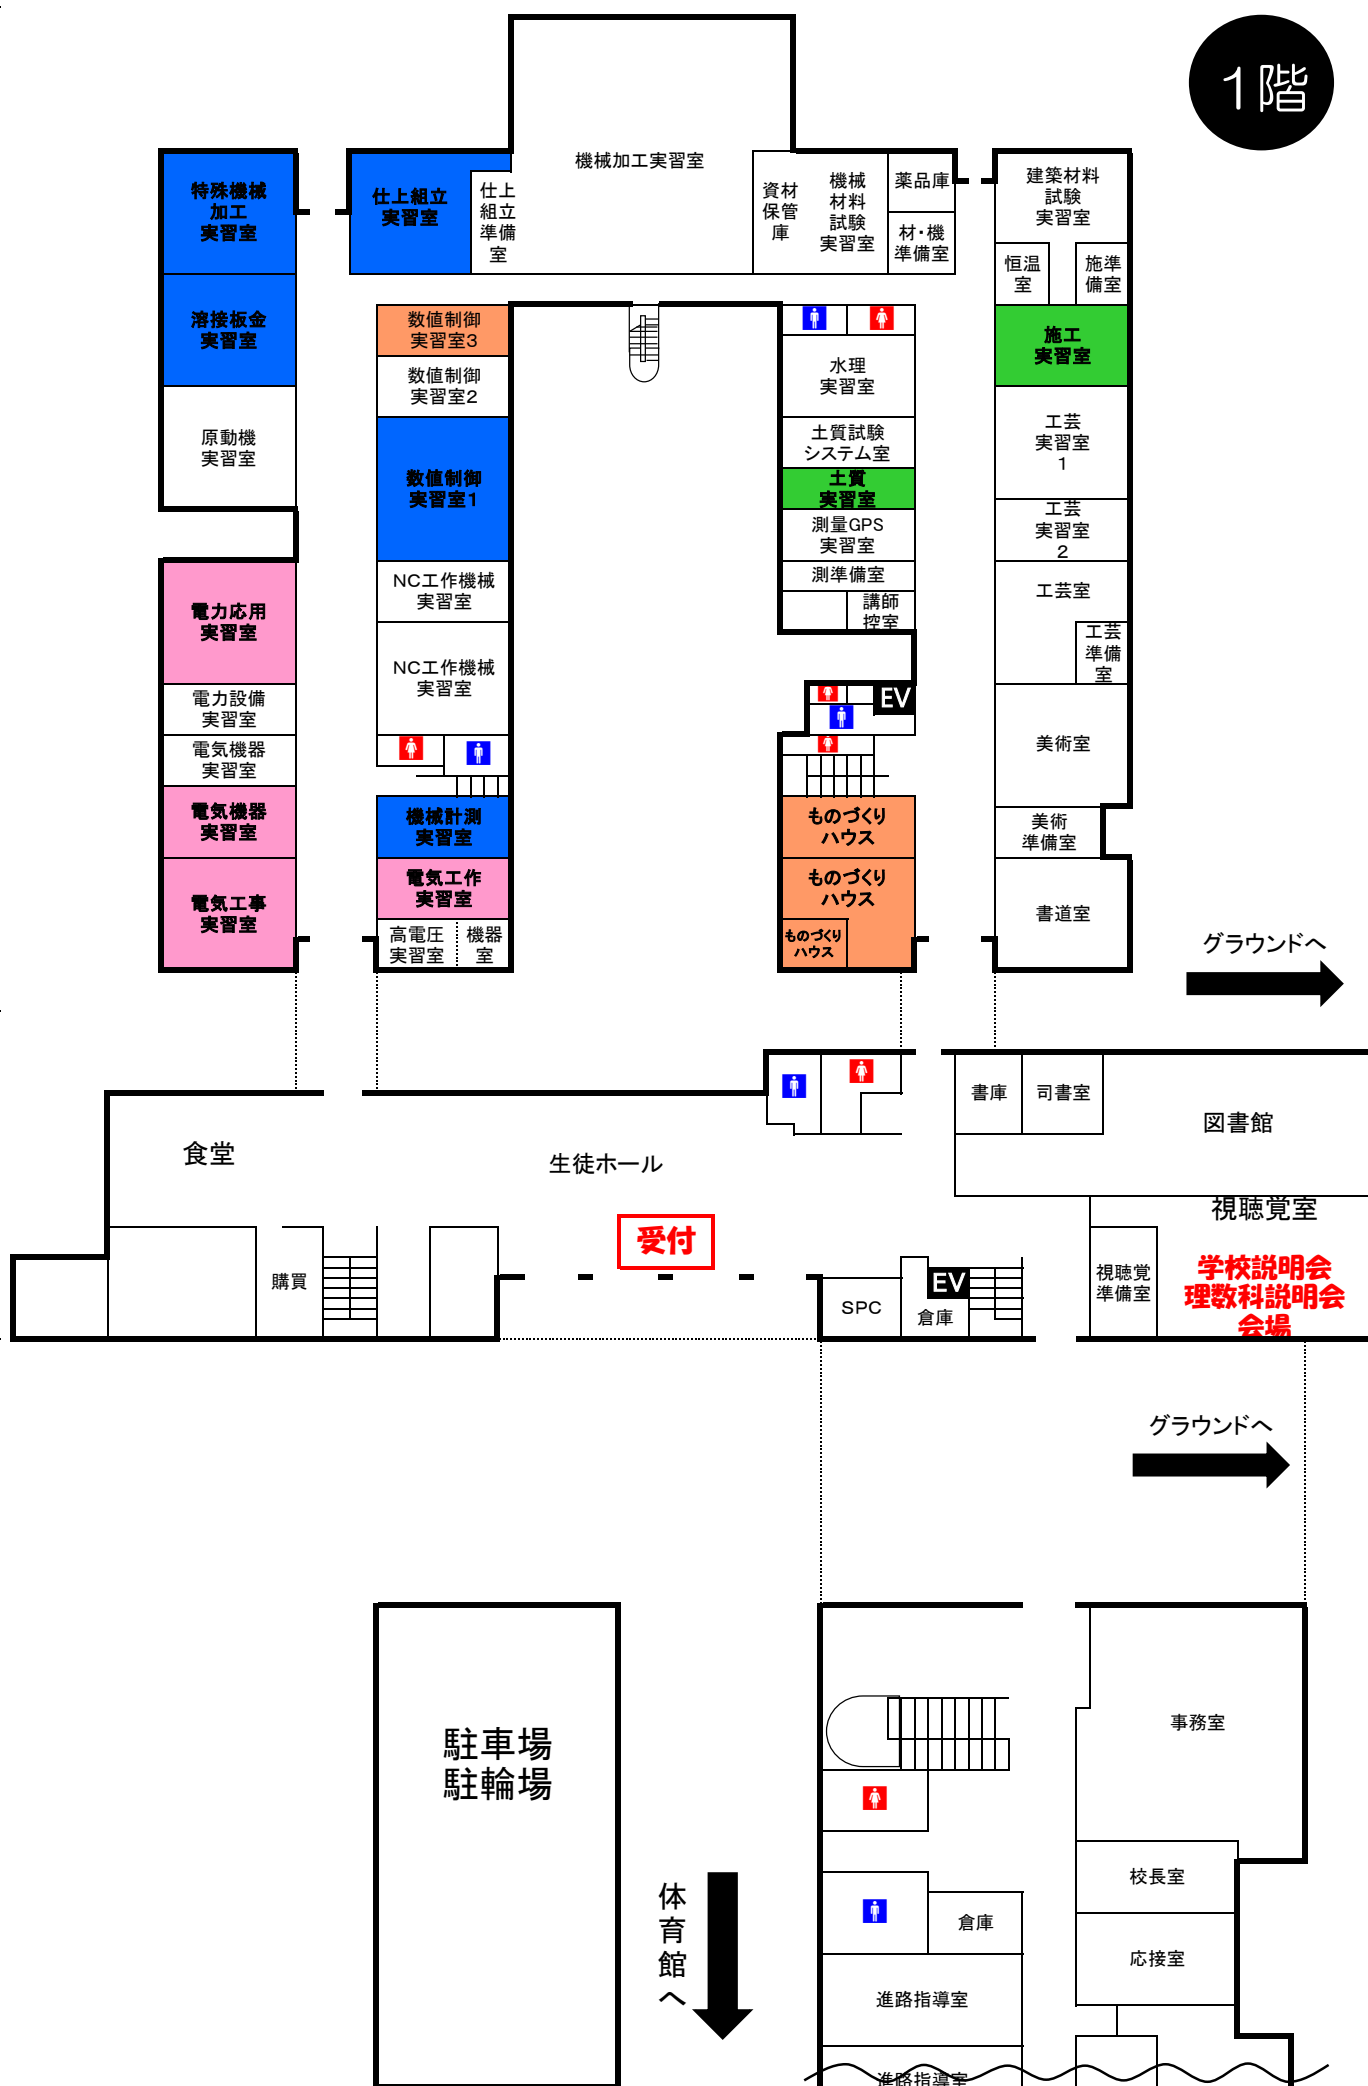 1階
機械加工実習室
特殊機械
加工
実習室
仕上組立
実習室
仕上
組立
準備
室
資材
保管
庫
機械
材料
試験
実習室
薬品庫
材・機
準備室
建築材料
試験
実習室
恒温
室
施準
備室
溶接板金
実習室
数値制御
実習室3
数値制御
実習室2
水理
実習室
施工
実習室
原動機
実習室
数値制御
実習室1
土質試験
システム室
土質
実習室
測量GPS
実習室
測準備室
講師
控室
工芸
実習室
1
工芸
実習室
2
工芸室
工芸
準備
室
NC工作機械
実習室
NC工作機械
実習室
電力応用
実習室
電力設備
実習室
電気機器
実習室
電気機器
実習室
電気工事
実習室
EV
美術室
美術
準備室
書道室
機械計測
実習室
電気工作
実習室
高電圧
実習室
機器
室
ものづくり
ハウス
ものづくり
ハウス
ものづくり
ハウス
グラウンドへ
食堂
生徒ホール
書庫
司書室
図書館
視聴覚室
受付
購買
SPC
EV
倉庫
視聴覚
準備室
学校説明会
理数科説明会
会場
グラウンドへ
駐車場
駐輪場
事務室
校長室
体育館へ
倉庫
応接室
進路指導室
進路指導室